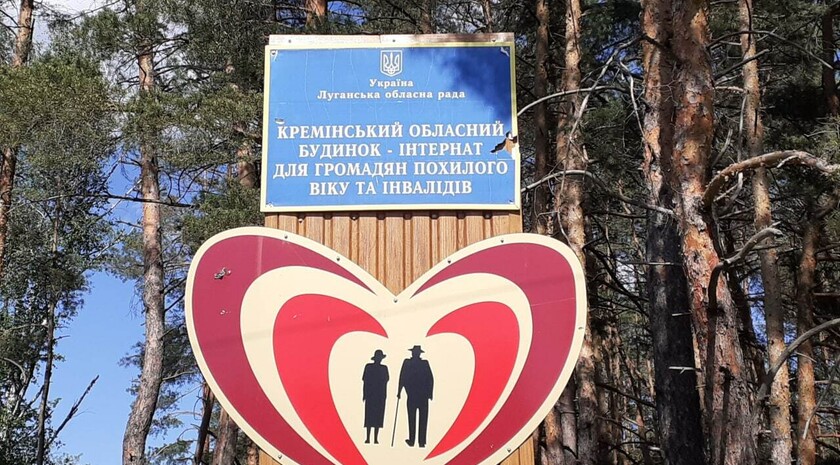 Україна
Луганська обласна рада
КРЕМІНСЬКИЙ ОБЛАСНИЙ
БУДИНОК - ІНТЕРНАТ
ДЛЯ ГРОМАДЯН ПОХИЛОГО
ВІКУ ТА ІНВАЛІДІВ